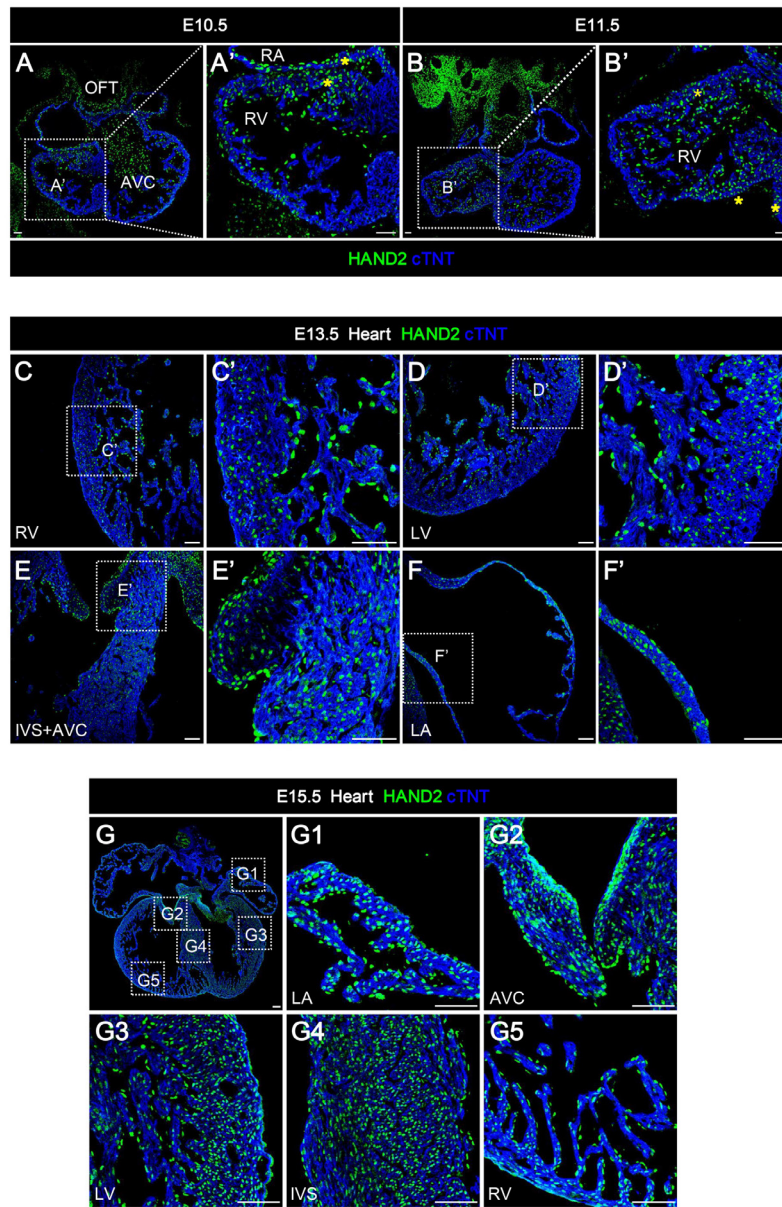 E10.5 E11.5
A OFT A' AVC
A' RA * * RV
B B'
B' * RV * *
HAND2 cTNT
E13.5 Heart HAND2 cTNT
C C' RV
C'
D D' LV
D'
E E' IVS+AVC
E'
F F' LA
F'
E15.5 Heart HAND2 cTNT
G G1 G2 G3 G4 G5
G1 LA
G2 AVC
G3 LV
G4 IVS
G5 RV